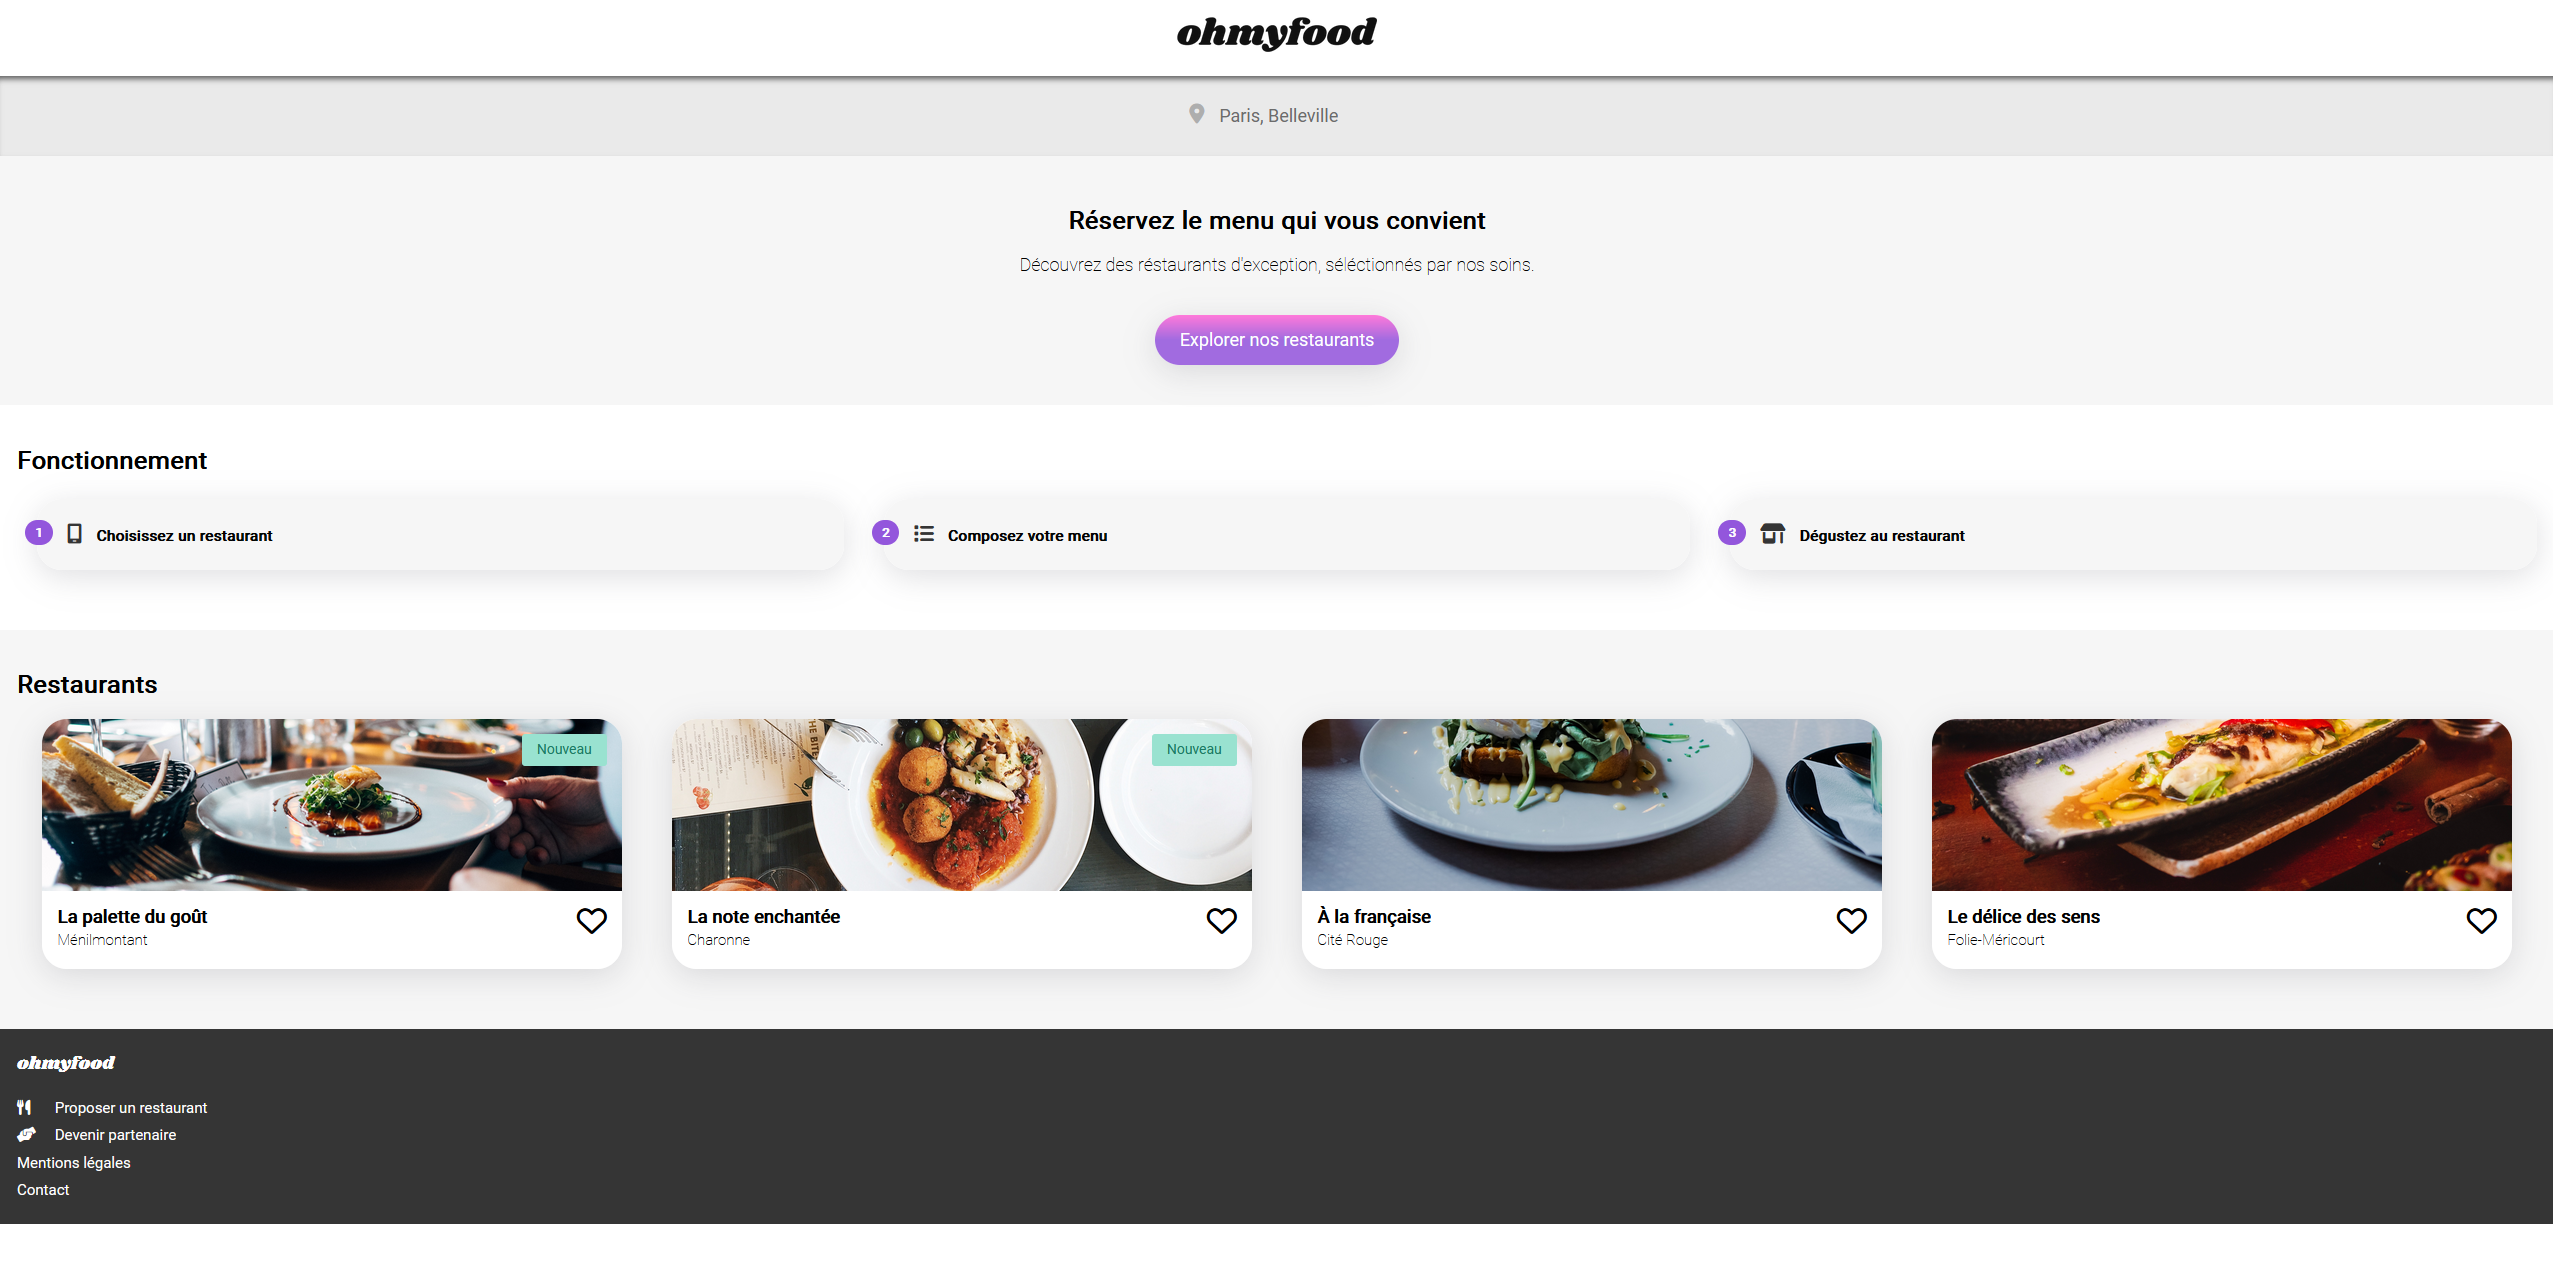 ohmyfood
Paris, Belleville
Réservez le menu qui vous convient
Découvrez des réstaurants d'exception, séléctionnés par nos soins.
Explorer nos restaurants
Fonctionnement
1 Choisissez un restaurant
2 Composez votre menu
3 Dégustez au restaurant
Restaurants
Nouveau
Nouveau
La palette du goût
Ménilmontant
La note enchantée
Charonne
À la française
Cité Rouge
Le délice des sens
Folie-Méricourt
ohmyfood
Proposer un restaurant
Devenir partenaire
Mentions légales
Contact